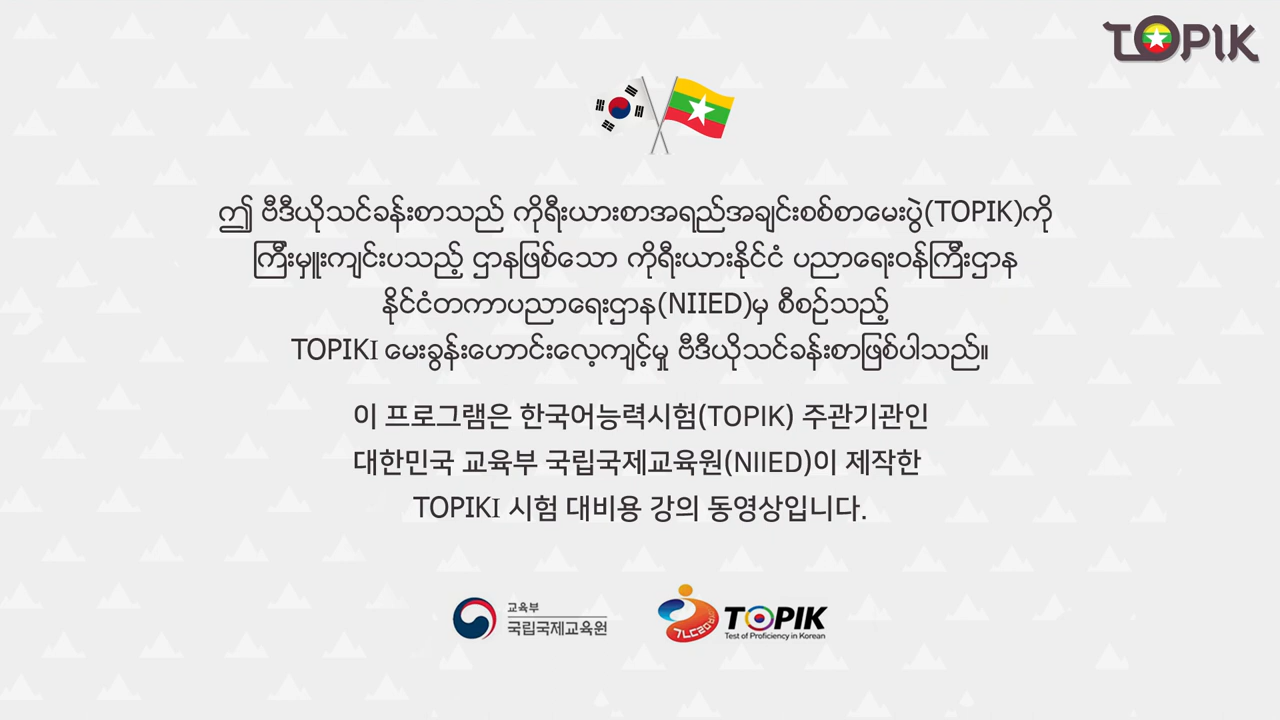 TOPIK
ဤ ဗီဒီယိုသင်ခန်းစာသည် ကိုရီးယားစာအရည်အချင်းစစ်စာမေးပွဲ(TOPIK)ကို
ကြီးမှူးကျင်းပသည့် ဌာနဖြစ်သော ကိုရီးယားနိုင်ငံ ပညာရေးဝန်ကြီးဌာန
နိုင်ငံတကာပညာရေးဌာန(NIIED)မှ စီစဉ်သည့်
TOPIKI မေးခွန်းဟောင်းလေ့ကျင့်မှု ဗီဒီယိုသင်ခန်းစာဖြစ်ပါသည်။
이 프로그램은 한국어능력시험(TOPIK) 주관기관인
대한민국 교육부 국립국제교육원(NIIED)이 제작한
TOPIKI 시험 대비용 강의 동영상입니다.
교육부
국립국제교육원
TOPIK
Test of Proficiency in Korean